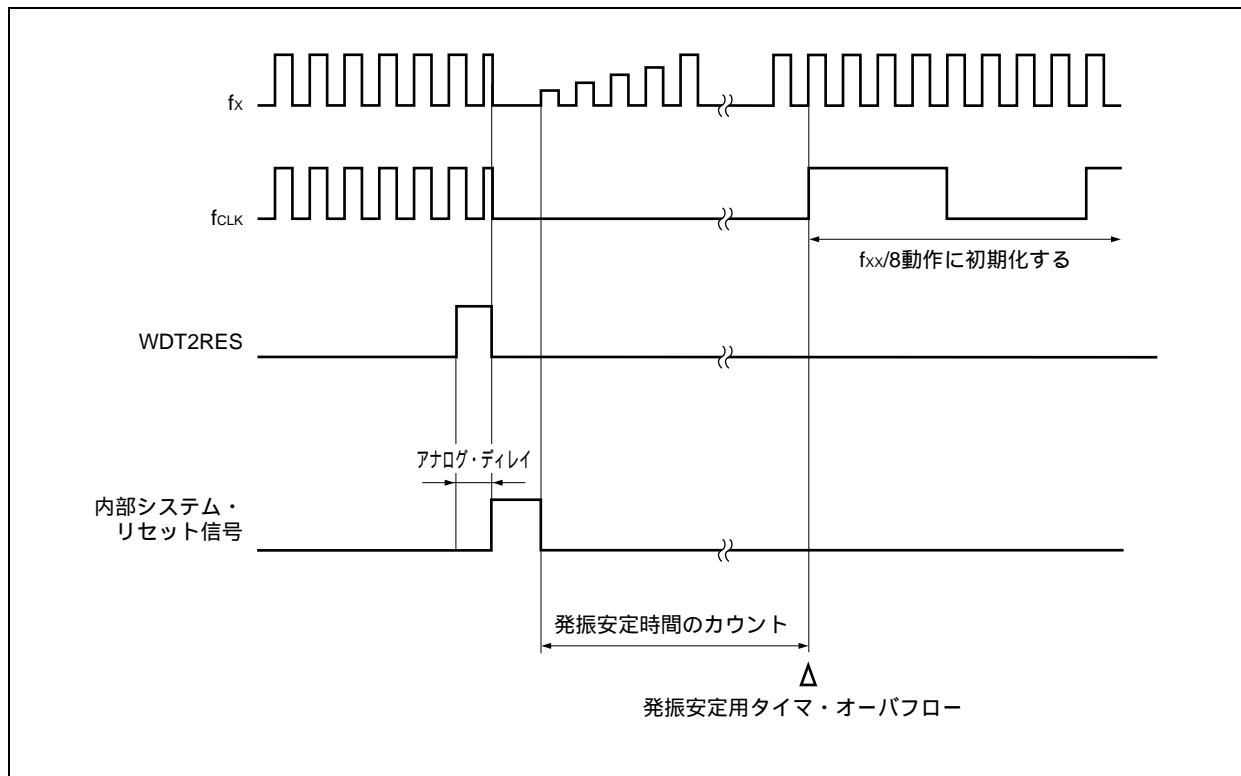 fX
fCLK
fXX/8動作に初期化する
WDT2RES
アナログ・ディレイ
内部システム・
リセット信号
発振安定時間のカウント
発振安定用タイマ・オーバフロー